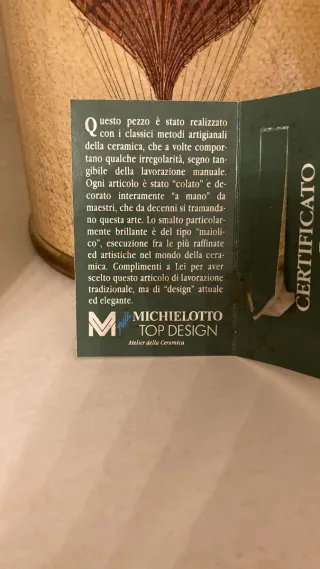 Questo pezzo è stato realizzato
con i classici metodi artigianali
della ceramica, che a volte compor-
tano qualche irregolarità, segno tan-
gibile della lavorazione manuale.
Ogni articolo è stato "colato" e de-
corato interamente "a mano" da
maestri, che da decenni si tramanda-
no questa arte. Lo smalto particolar-
mente brillante è del tipo "maioli-
co", esecuzione fra le più raffinate
ed artistiche nel mondo della cera-
mica. Complimenti a Lei per aver
scelto questo articolo di lavorazione
tradizionale, ma di "design" attuale
ed elegante.
M più MICHIELOTTO
TOP DESIGN
Atelier della Ceramica
CERTIFICATO